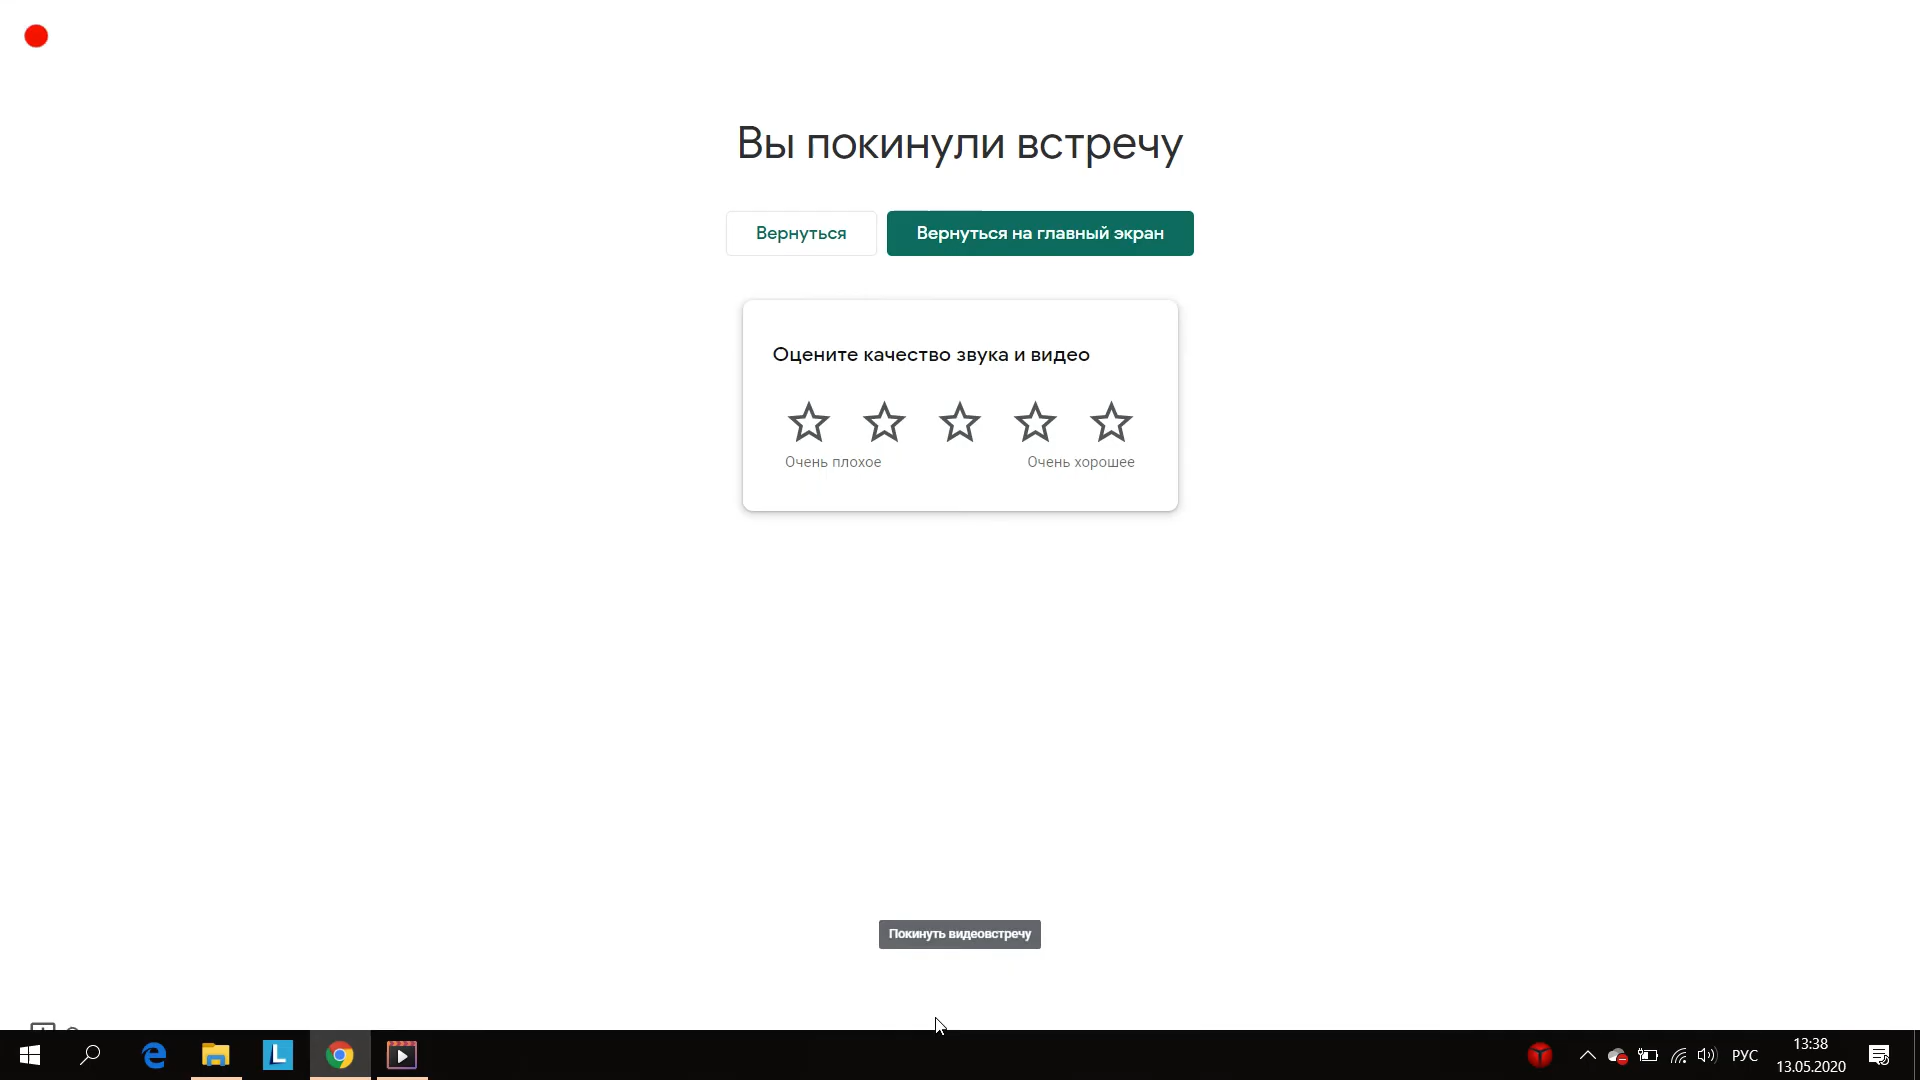 Вы покинули встречу
Вернуться
Вернуться на главный экран
Оцените качество звука и видео
Очень плохое
Очень хорошее
Покинуть видеовстречу
L
РУС
13:38
13.05.2020